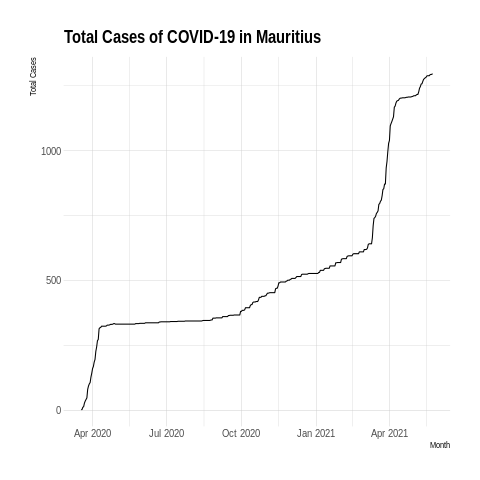 Total Cases of COVID-19 in Mauritius
Total Cases
1000
500
0
Apr 2020 Jul 2020 Oct 2020 Jan 2021 Apr 2021
Month